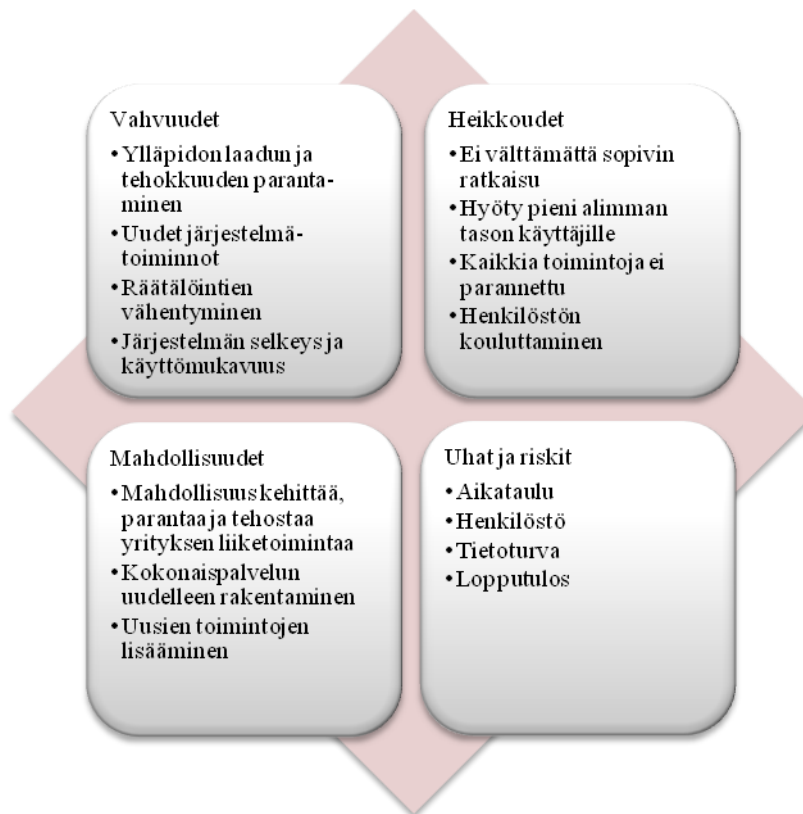 Vahvuudet
•Ylläpidon laadun ja
tehokkuuden paranta-
minen
•Uudet järjestelmä-
toiminnot
•Räätälöintien
vähentyminen
•Järjestelmän selkeys ja
käyttömukavuus
Heikkoudet
•Ei välttämättä sopivin
ratkaisu
•Hyöty pieni alimman
tason käyttäjille
•Kaikkia toimintoja ei
parannettu
•Henkilöstön
kouluttaminen
Mahdollisuudet
•Mahdollisuus kehittää,
parantaa ja tehostaa
yrityksen liiketoimintaa
•Kokonaispalvelun
uudelleen rakentaminen
•Uusien toimintojen
lisääminen
Uhat ja riskit
•Aikataulu
•Henkilöstö
•Tietoturva
•Lopputulos